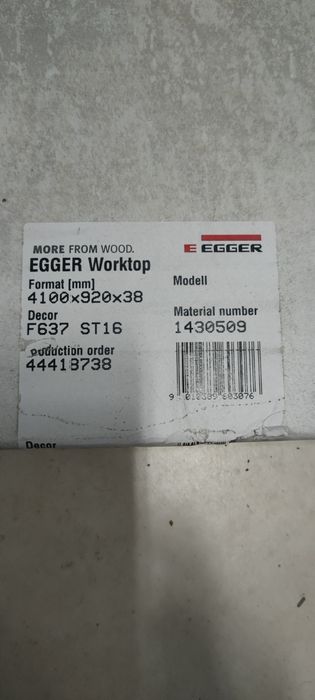 MORE FROM WOOD.
E EGGER
EGGER Worktop
Format [mm]
Modell
4100x920x38
Decor
Material number
F637 ST16
1430509
oduction order
44418738
Decor